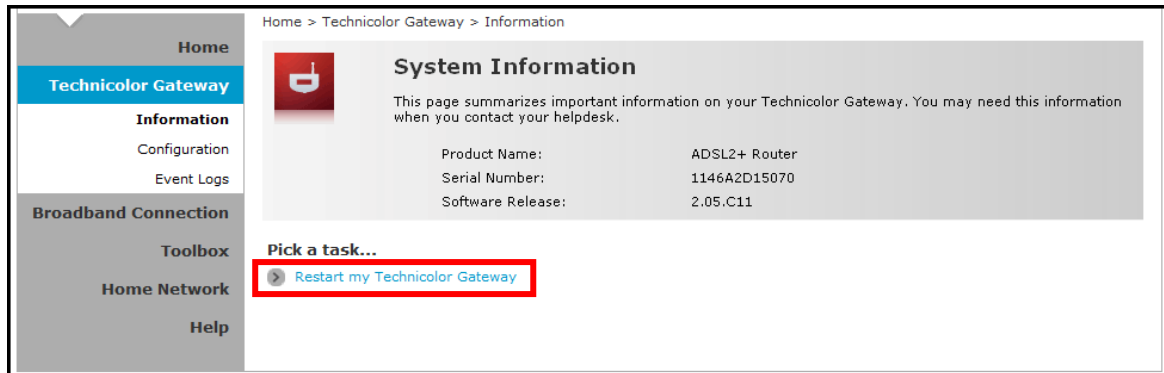 Home > Technicolor Gateway > Information
Home
Technicolor Gateway
Information
Configuration
Event Logs
Broadband Connection
Toolbox
Home Network
Help
System Information
This page summarizes important information on your Technicolor Gateway. You may need this information
when you contact your helpdesk.
Product Name: ADSL2+ Router
Serial Number: 1146A2D15070
Software Release: 2.05.C11
Pick a task...
Restart my Technicolor Gateway